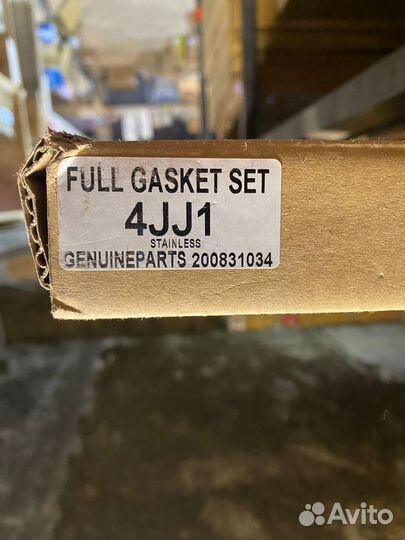 FULL GASKET SET
4JJ1
STAINLESS
GENUINEPARTS 200831034
Avito